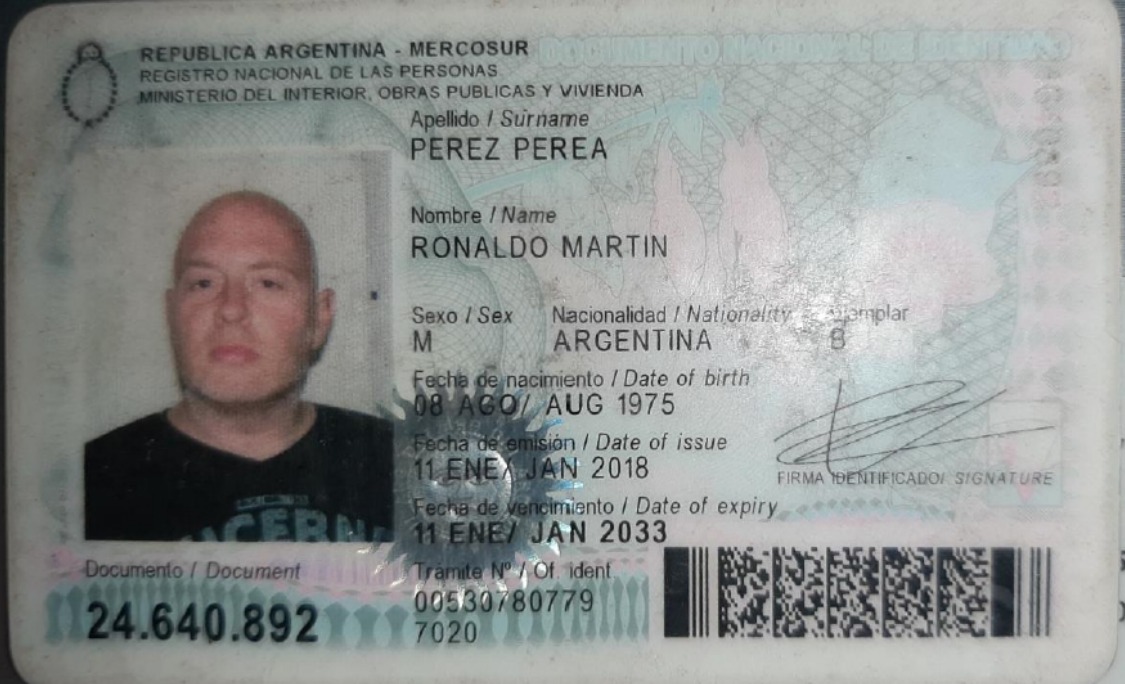 REPUBLICA ARGENTINA - MERCOSUR
DOCUMENTO NACIONAL DE IDENTIDAD
REGISTRO NACIONAL DE LAS PERSONAS
MINISTERIO DEL INTERIOR, OBRAS PUBLICAS Y VIVIENDA
Apellido / Surname
PEREZ PEREA
Nombre / Name
RONALDO MARTIN
Sexo / Sex Nacionalidad / Nationality Ejemplar
M ARGENTINA B
Fecha de nacimiento / Date of birth
08 AGO/ AUG 1975
Fecha de emisión / Date of issue
11 ENE/ JAN 2018
FIRMA IDENTIFICADO/ SIGNATURE
Fecha de vencimiento / Date of expiry
11 ENE/ JAN 2033
Documento / Document
24.640.892
Trámite Nº / Of. ident
00530780779
7020